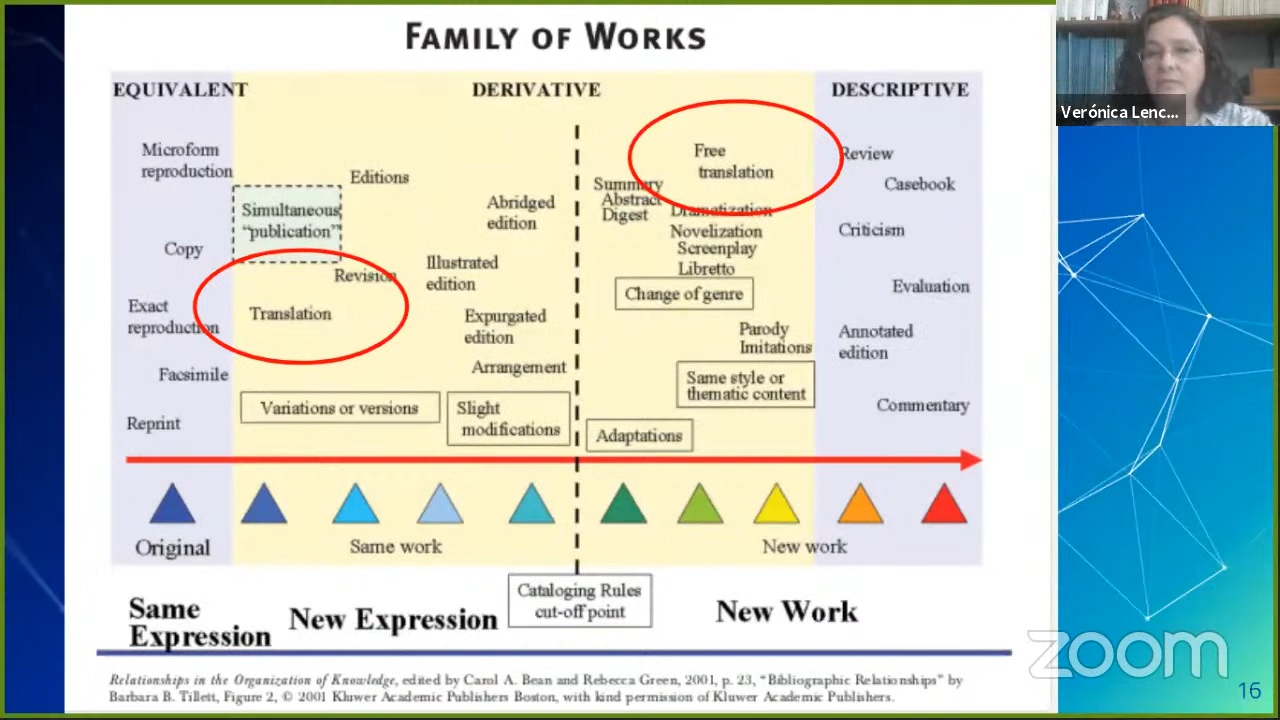 FAMILY OF WORKS
EQUIVALENT
DERIVATIVE
DESCRIPTIVE
Microform
reproduction
Copy
Exact
reproduction
Facsimile
Reprint
Simultaneous
“publication”
Editions
Revision
Translation
Variations or versions
Abridged
edition
Illustrated
edition
Expurgated
edition
Arrangement
Slight
modifications
Free
translation
Summary
Abstract
Digest
Dramatization
Novelization
Screenplay
Libretto
Change of genre
Parody
Imitations
Same style or
thematic content
Adaptations
Review
Casebook
Criticism
Evaluation
Annotated
edition
Commentary
Original
Same work
New work
Cataloging Rules
cut-off point
Same
Expression
New Expression
New Work
Relationships in the Organization of Knowledge, edited by Carol A. Bean and Rebecca Green, 2001, p. 23, “Bibliographic Relationships” by
Barbara B. Tillett, Figure 2, © 2001 Kluwer Academic Publishers Boston, with kind permission of Kluwer Academic Publishers.
Verónica Lenc...
zoom
16